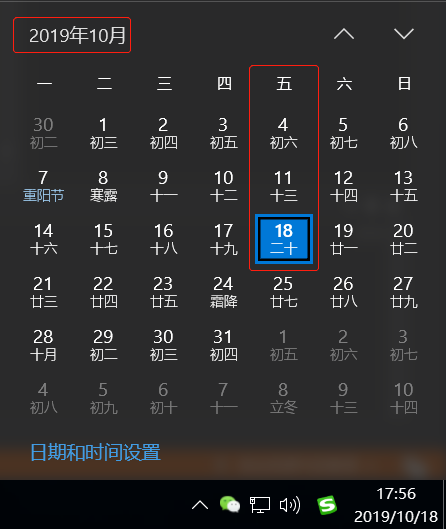 2019年10月
一 二 三 四 五 六 日
30 1 2 3 4 5 6
初二 初三 初四 初五 初六 初七 初八
7 8 9 10 11 12 13
重阳节 寒露 十一 十二 十三 十四 十五
14 15 16 17 18 19 20
十六 十七 十八 十九 二十 廿一 廿二
21 22 23 24 25 26 27
廿三 廿四 廿五 霜降 廿七 廿八 廿九
28 29 30 31 1 2 3
十月 初二 初三 初四 初五 初六 初七
4 5 6 7 8 9 10
初八 初九 初十 十一 立冬 十三 十四
日期和时间设置
17:56
2019/10/18